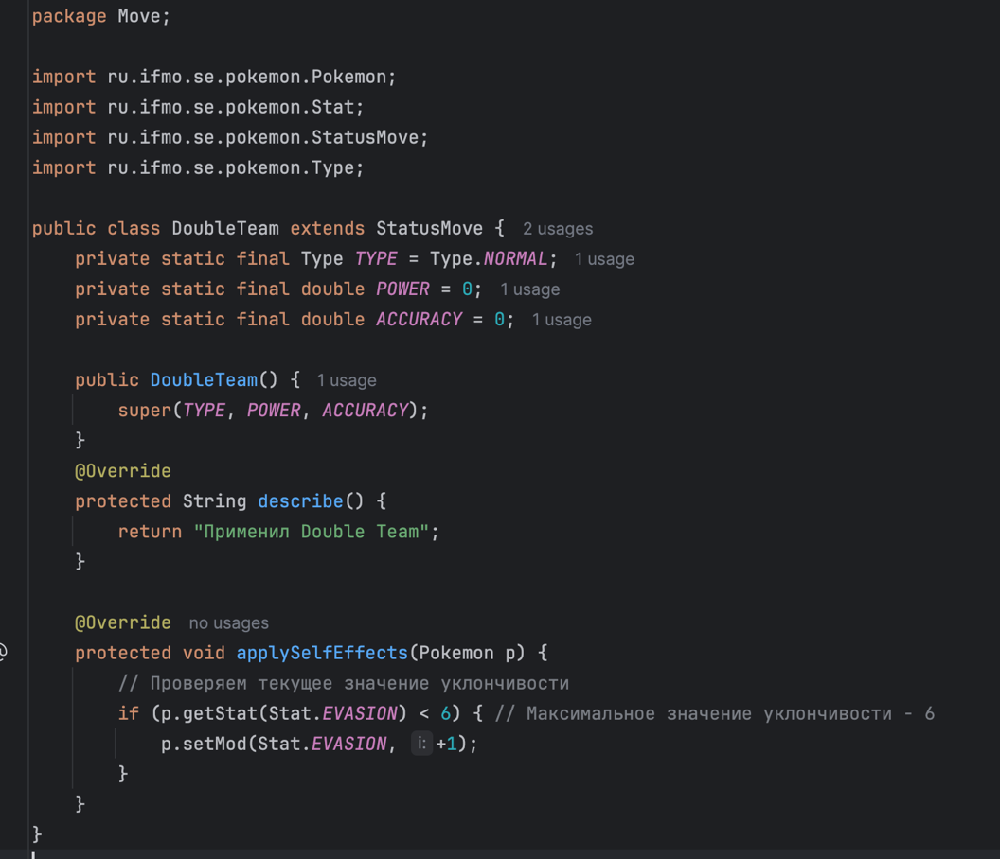 package Move;
import ru.ifmo.se.pokemon.Pokemon;
import ru.ifmo.se.pokemon.Stat;
import ru.ifmo.se.pokemon.StatusMove;
import ru.ifmo.se.pokemon.Type;
public class DoubleTeam extends StatusMove { 2 usages
private static final Type TYPE = Type.NORMAL; 1 usage
private static final double POWER = 0; 1 usage
private static final double ACCURACY = 0; 1 usage
public DoubleTeam() { 1 usage
super(TYPE, POWER, ACCURACY);
}
@Override
protected String describe() {
return "Применил Double Team";
}
@Override no usages
protected void applySelfEffects(Pokemon p) {
// Проверяем текущее значение уклончивости
if (p.getStat(Stat.EVASION) < 6) { // Максимальное значение уклончивости - 6
p.setMod(Stat.EVASION, i: +1);
}
}
}